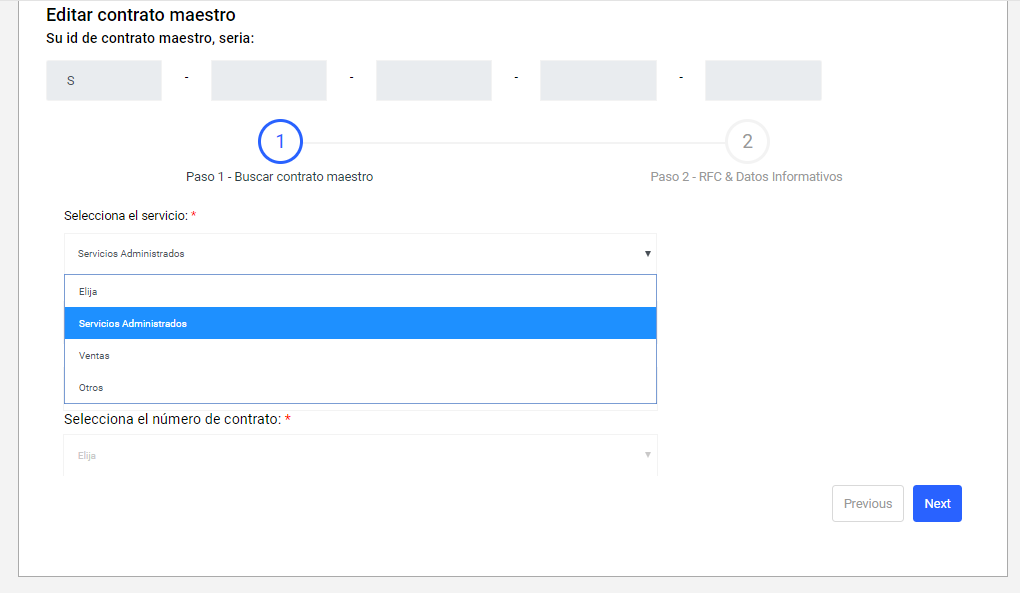 Editar contrato maestro
Su id de contrato maestro, seria:
S - - - -
1 2
Paso 1 - Buscar contrato maestro Paso 2 - RFC & Datos Informativos
Selecciona el servicio: *
Servicios Administrados ▼
Elija
Servicios Administrados
Ventas
Otros
Selecciona el número de contrato: *
Elija ▼
Previous Next